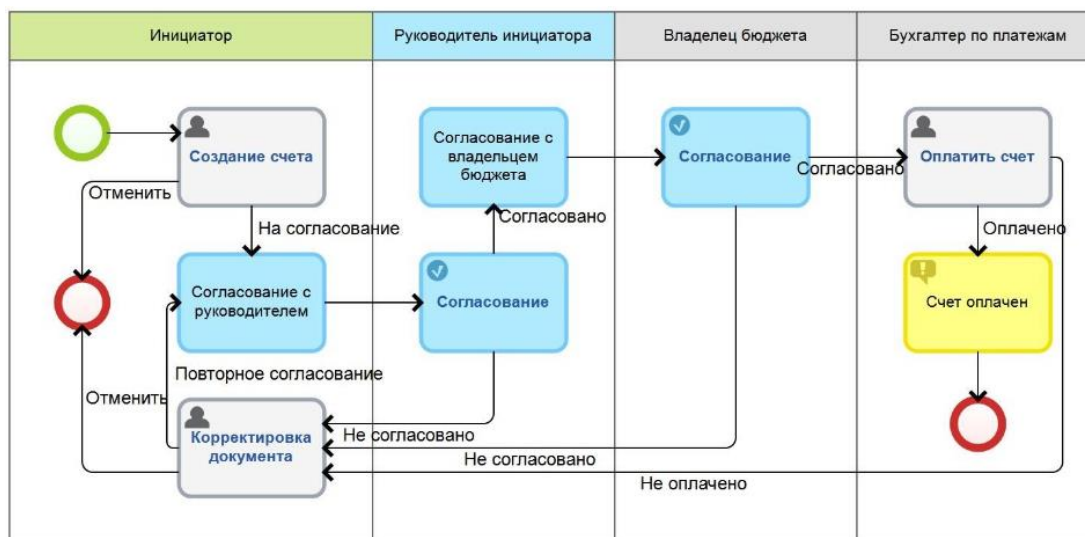 Инициатор
Руководитель инициатора
Владелец бюджета
Бухгалтер по платежам
Создание счета
Согласование с
владельцем
бюджета
Согласование
Оплатить счет
Отменить
Согласовано
Согласовано
На согласование
Оплачено
Согласование с
руководителем
Согласование
Счет оплачен
Повторное согласование
Отменить
Корректировка
документа
Не согласовано
Не согласовано
Не оплачено